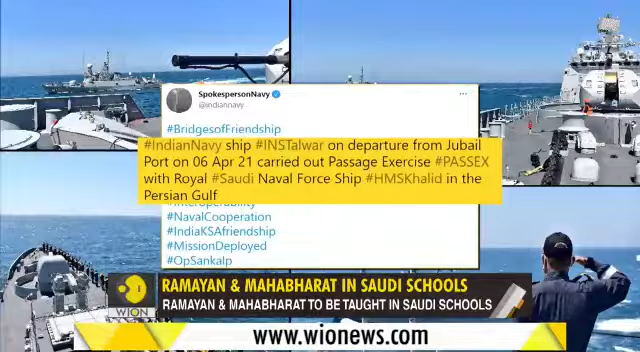 SpokespersonNavy
@indiannavy
#BridgesofFriendship
#IndianNavy ship #INSTalwar on departure from Jubail
Port on 06 Apr 21 carried out Passage Exercise #PASSEX
with Royal #Saudi Naval Force Ship #HMSKhalid in the
Persian Gulf
#Interoperability
#NavalCooperation
#IndiaKSAfriendship
#MissionDeployed
#OpSankalp
RAMAYAN & MAHABHARAT IN SAUDI SCHOOLS
RAMAYAN & MAHABHARAT TO BE TAUGHT IN SAUDI SCHOOLS
WION
www.wionews.com